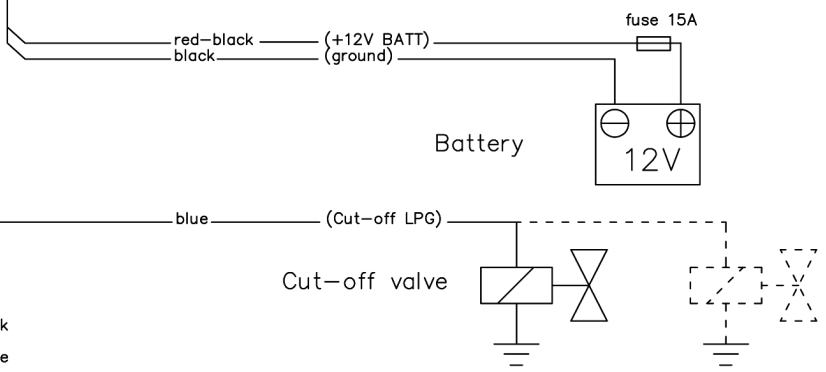 fuse 15A
red-black (+12V BATT)
black (ground)
Battery
12V
blue (Cut-off LPG)
Cut-off valve
k
e